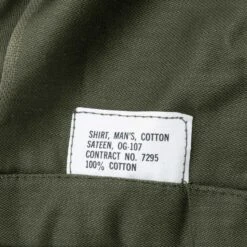 SHIRT, MAN'S, COTTON
SATEEN, OG-107
CONTRACT NO. 7295
100% COTTON